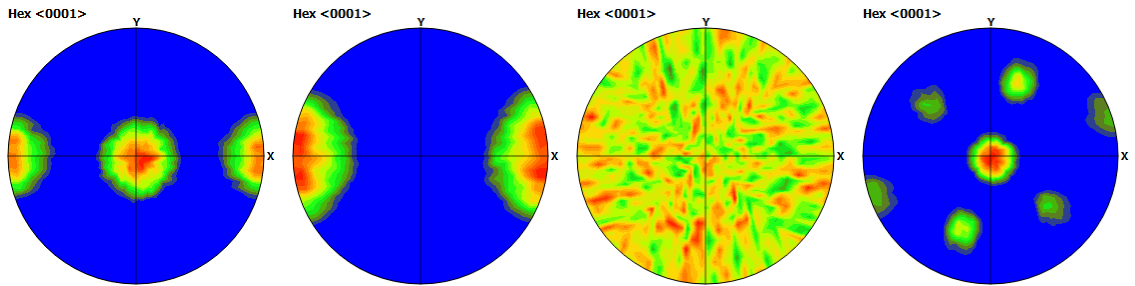 Hex <0001> Hex <0001> Hex <0001> Hex <0001>
Y Y Y Y
X X X X